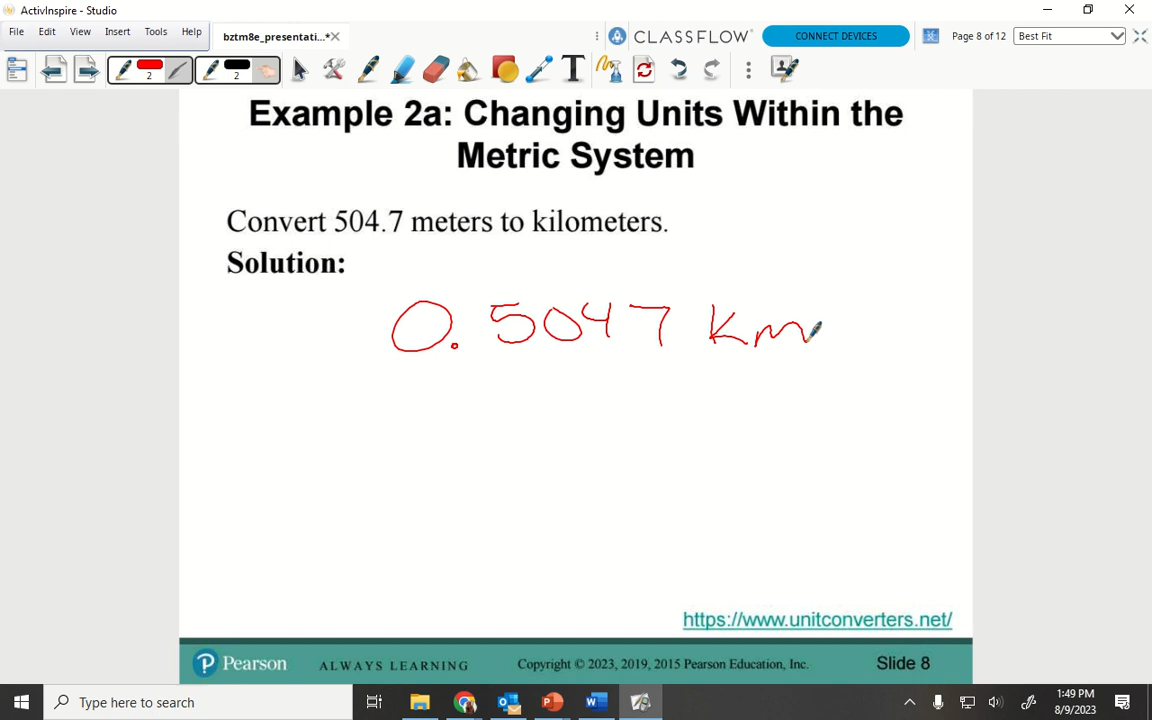 ActivInspire - Studio
File Edit View Insert Tools Help
bztm8e_presentati...*
CLASSFLOW
CONNECT DEVICES
Page 8 of 12
Best Fit
2
2
Example 2a: Changing Units Within the
Metric System
Convert 504.7 meters to kilometers.
Solution:
0.5047 km
https://www.unitconverters.net/
Pearson
ALWAYS LEARNING
Copyright © 2023, 2019, 2015 Pearson Education, Inc.
Slide 8
Type here to search
1:49 PM
8/9/2023